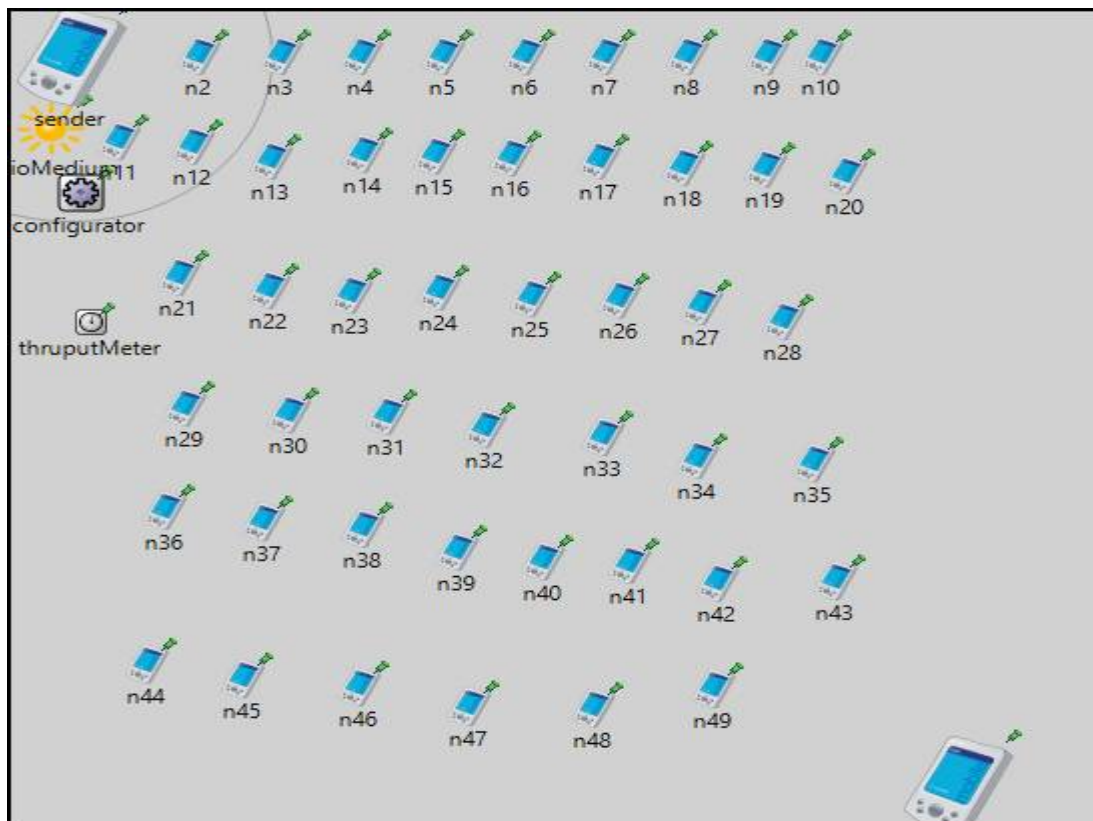 n2 n3 n4 n5 n6 n7 n8 n9 n10
sender
ioMedium n11 n12 n13 n14 n15 n16 n17 n18 n19 n20
configurator
n21 n22 n23 n24 n25 n26 n27 n28
thruputMeter
n29 n30 n31 n32 n33 n34 n35
n36 n37 n38 n39 n40 n41 n42 n43
n44 n45 n46 n47 n48 n49